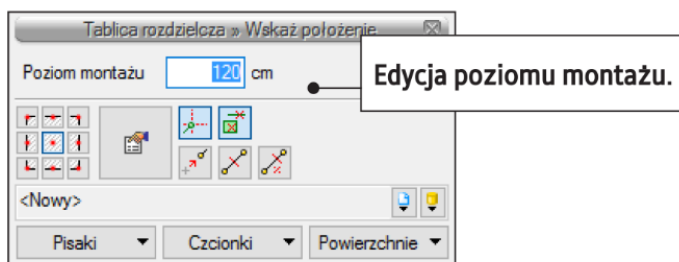 Tablica rozdzielcza » Wskaż położenie
Poziom montażu 120 cm
Edycja poziomu montażu.
<Nowy>
Pisaki Czcionki Powierzchnie